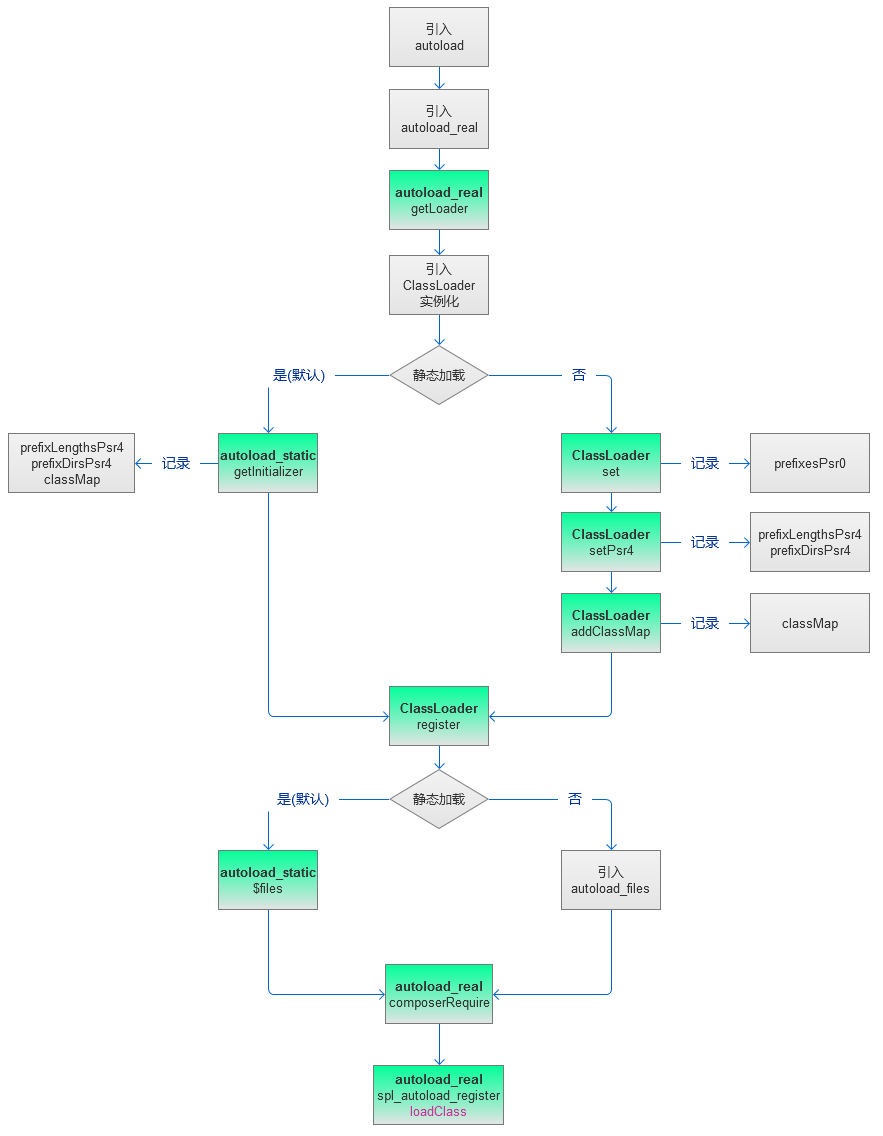 引入
autoload
引入
autoload_real
autoload_real
getLoader
引入
ClassLoader
实例化
是(默认)
静态加载
否
prefixLengthsPsr4
prefixDirsPsr4
classMap
记录
autoload_static
getInitializer
ClassLoader
set
记录
prefixesPsr0
ClassLoader
setPsr4
记录
prefixLengthsPsr4
prefixDirsPsr4
ClassLoader
addClassMap
记录
classMap
ClassLoader
register
是(默认)
静态加载
否
autoload_static
$files
引入
autoload_files
autoload_real
composerRequire
autoload_real
spl_autoload_register
loadClass